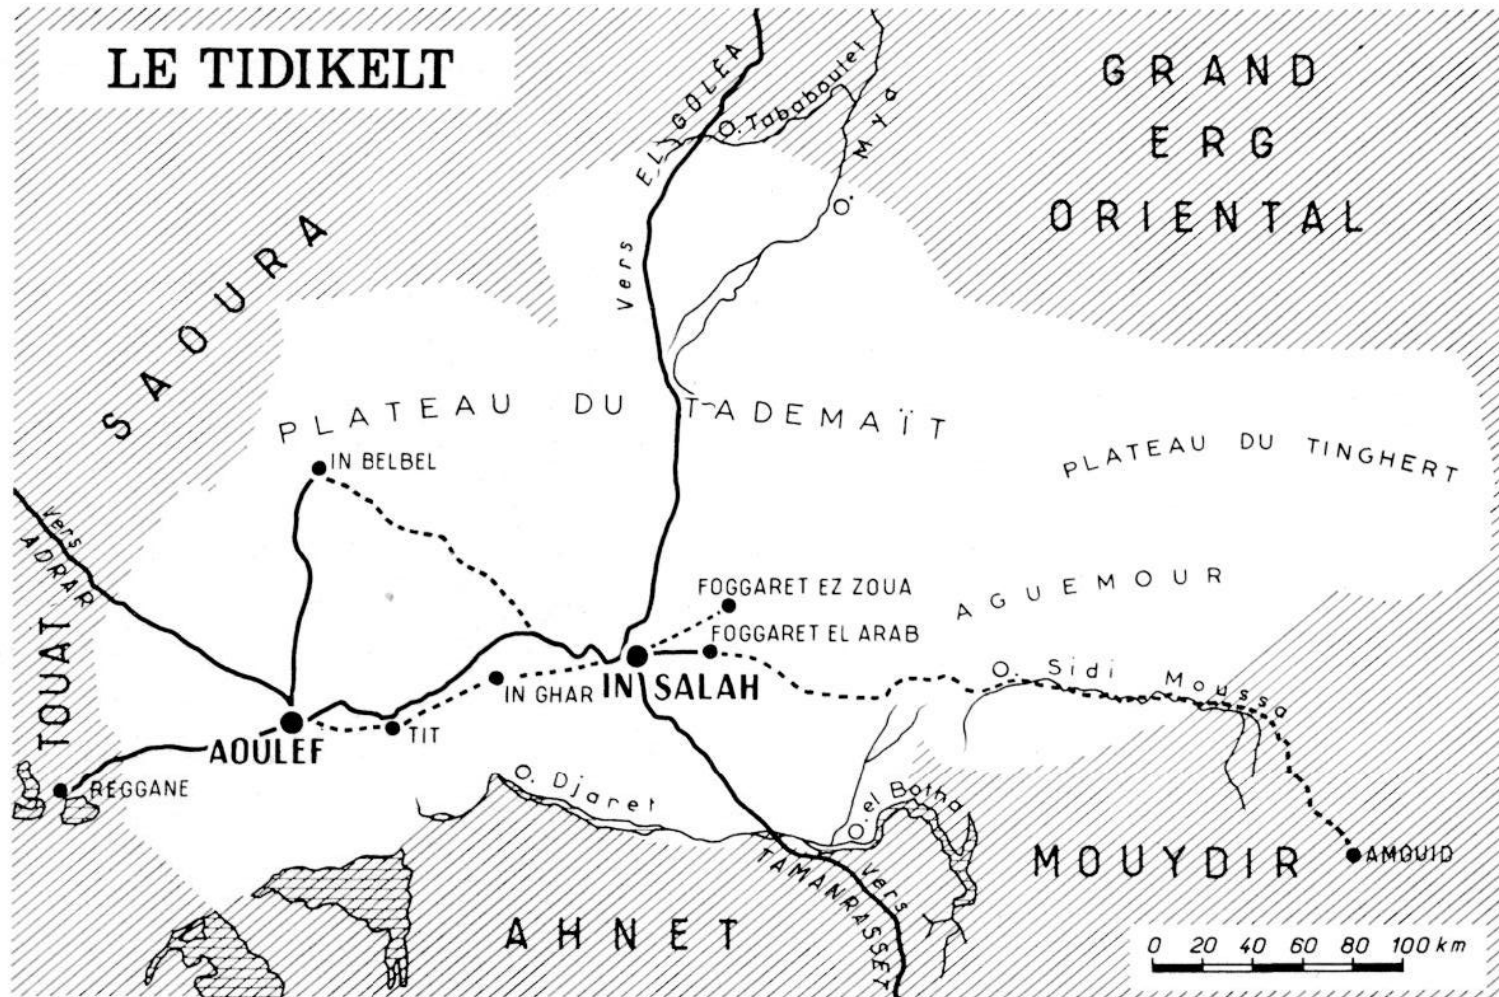 LE TIDIKELT
GRAND
ERG
ORIENTAL
Vers EL GOLÉA
O. Tababoulet
O. Mya
SAOURA
PLATEAU DU TADEMAÏT
PLATEAU DU TINGHERT
IN BELBEL
Vers
ADRAR
FOGGARET EZ ZOUA
AGUEMOUR
FOGGARET EL ARAB
TOUAT
IN GHAR
IN SALAH
O. Sidi Moussa
AOULEF
TIT
REGGANE
O. Djaret
O. el Botha
MOUYDIR
AMGUID
Vers
TAMANRASSET
AHNET
0 20 40 60 80 100 km